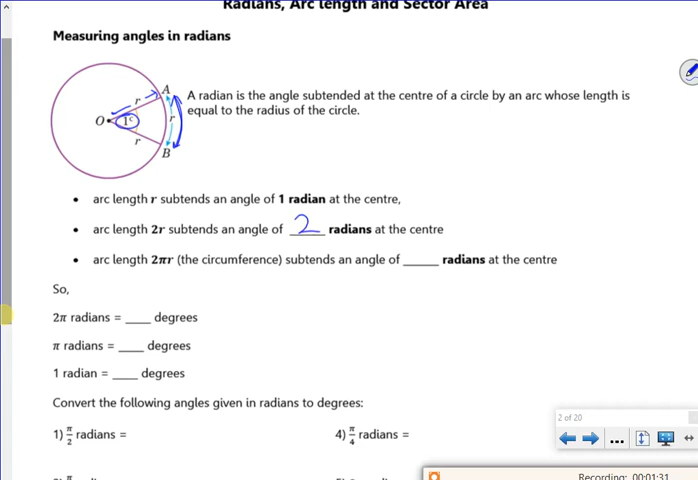 Radians, Arc length and Sector Area
Measuring angles in radians
A radian is the angle subtended at the centre of a circle by an arc whose length is
equal to the radius of the circle.
A
r
O
1ᶜ
r
r
B
• arc length r subtends an angle of 1 radian at the centre,
• arc length 2r subtends an angle of 2 radians at the centre
• arc length 2πr (the circumference) subtends an angle of _____ radians at the centre
So,
2π radians = ____ degrees
π radians = ____ degrees
1 radian = ____ degrees
Convert the following angles given in radians to degrees:
1) π/2 radians =
4) π/4 radians =
2 of 20
Recording: 00:01:31